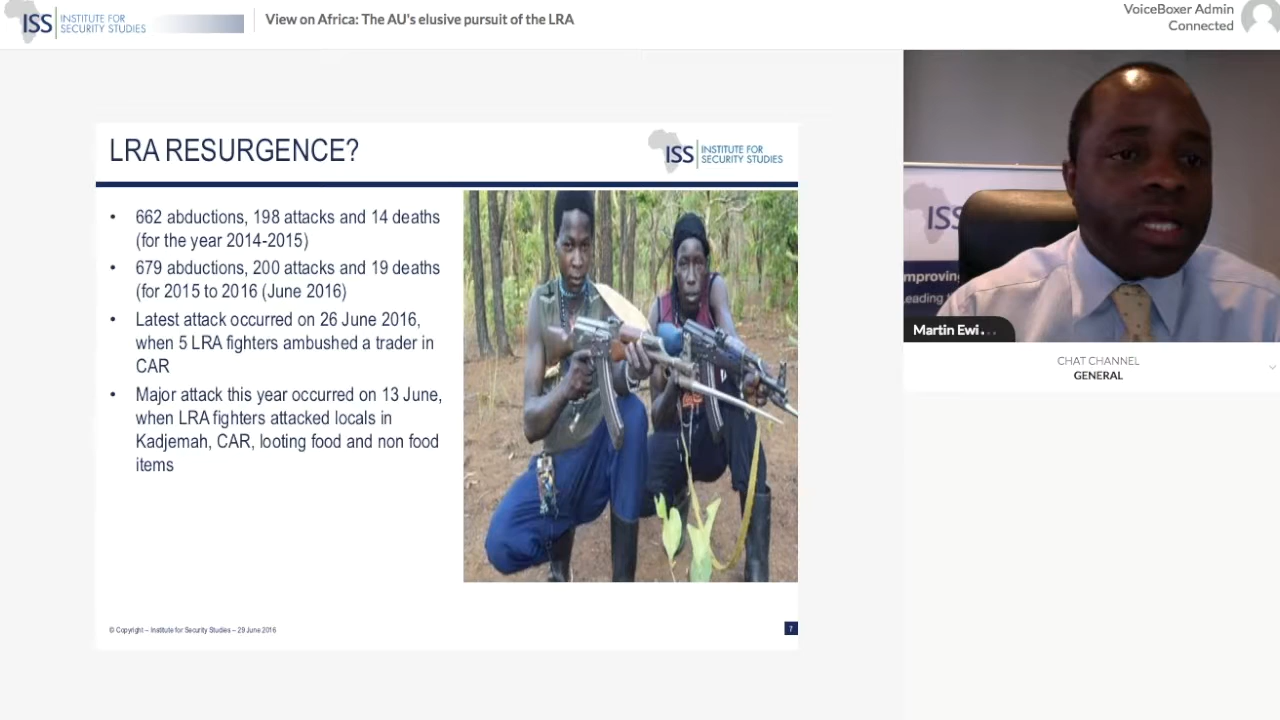 ISS INSTITUTE FOR
SECURITY STUDIES
View on Africa: The AU's elusive pursuit of the LRA
VoiceBoxer Admin
Connected
LRA RESURGENCE?
ISS INSTITUTE FOR
SECURITY STUDIES
• 662 abductions, 198 attacks and 14 deaths
(for the year 2014-2015)
• 679 abductions, 200 attacks and 19 deaths
(for 2015 to 2016 (June 2016)
• Latest attack occurred on 26 June 2016,
when 5 LRA fighters ambushed a trader in
CAR
• Major attack this year occurred on 13 June,
when LRA fighters attacked locals in
Kadjemah, CAR, looting food and non food
items
© Copyright – Institute for Security Studies – 29 June 2016
7
ISS
mproving
eading
Martin Ewi...
CHAT CHANNEL
GENERAL